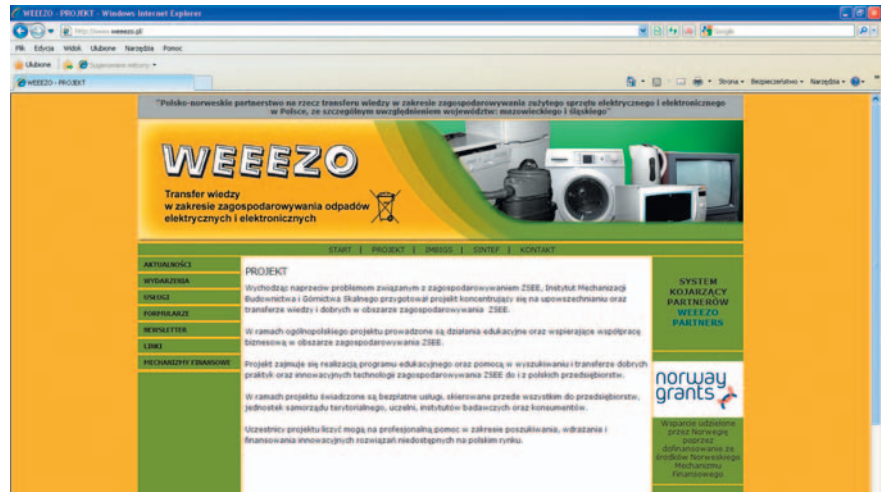 WEEEZO - PROJEKT - Windows Internet Explorer
http://www.weeezo.pl/
Google
Plik Edycja Widok Ulubione Narzędzia Pomoc
Ulubione Sugerowane witryny
WEEEZO - PROJEKT
Strona Bezpieczeństwo Narzędzia
"Polsko-norweskie partnerstwo na rzecz transferu wiedzy w zakresie zagospodarowywania zużytego sprzętu elektrycznego i elektronicznego
w Polsce, ze szczególnym uwzględnieniem województw: mazowieckiego i śląskiego"
WEEEZO
Transfer wiedzy
w zakresie zagospodarowywania odpadów
elektrycznych i elektronicznych
START | PROJEKT | IMBIGS | SINTEF | KONTAKT
AKTUALNOŚCI
WYDARZENIA
USŁUGI
FORMULARZE
NEWSLETTER
LINKI
MECHANIZMY FINANSOWE
PROJEKT
Wychodząc naprzeciw problemom związanym z zagospodarowywaniem ZSEE, Instytut Mechanizacji
Budownictwa i Górnictwa Skalnego przygotował projekt koncentrujący się na upowszechnianiu oraz
transferze wiedzy i dobrych w obszarze zagospodarowywania ZSEE.
W ramach ogólnopolskiego projektu prowadzone są działania edukacyjne oraz wspierające współpracę
biznesową w obszarze zagospodarowywania ZSEE.
Projekt zajmuje się realizacją programu edukacyjnego oraz pomocą w wyszukiwaniu i transferze dobrych
praktyk oraz innowacyjnych technologii zagospodarowywania ZSEE do i z polskich przedsiębiorstw.
W ramach projektu świadczone są bezpłatne usługi, skierowane przede wszystkim do przedsiębiorstw,
jednostek samorządu terytorialnego, uczelni, instytutów badawczych oraz konsumentów.
Uczestnicy projektu liczyć mogą na profesjonalną pomoc w zakresie poszukiwania, wdrażania i
finansowania innowacyjnych rozwiązań niedostępnych na polskim rynku.
SYSTEM
KOJARZĄCY
PARTNERÓW
WEEEZO
PARTNERS
norway
grants
Wsparcie udzielone
przez Norwegię
poprzez
dofinansowanie ze
środków Norweskiego
Mechanizmu
Finansowego